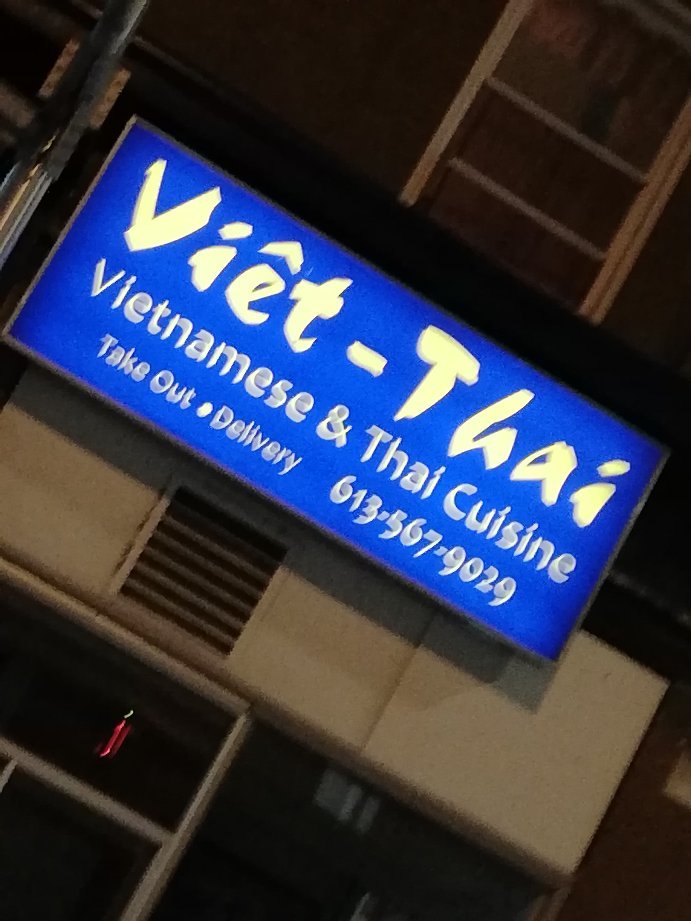 Viêt-Thai
Vietnamese & Thai Cuisine
Take Out • Delivery 613-567-9029